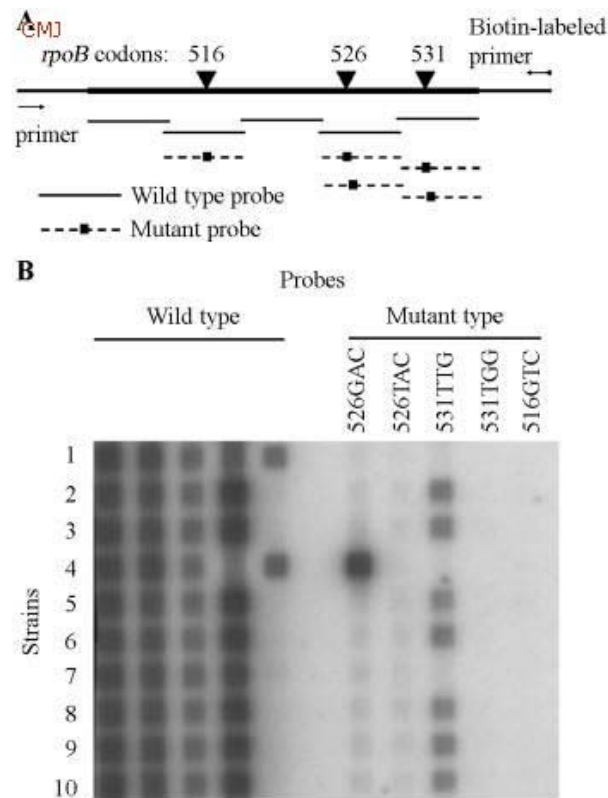 A
CMJ
rpoB codons: 516 526 531
Biotin-labeled
primer
primer
Wild type probe
Mutant probe
B
Probes
Wild type Mutant type
526GAC 526TAC 531TTG 531TGG 516GTC
Strains
1
2
3
4
5
6
7
8
9
10